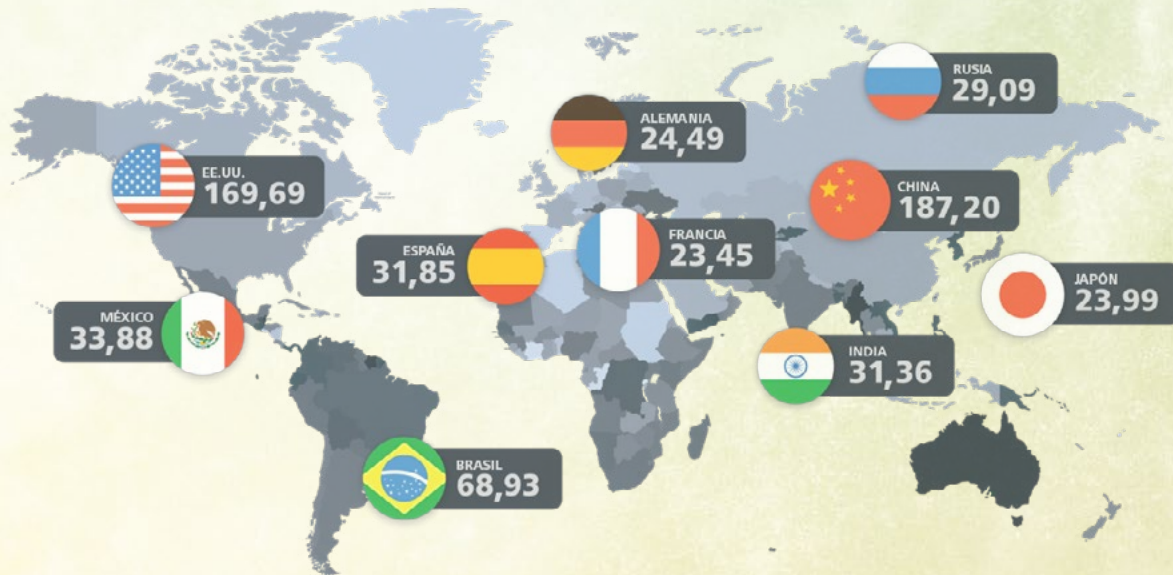 RUSIA
29,09
ALEMANIA
24,49
EE.UU.
169,69
CHINA
187,20
ESPAÑA
31,85
FRANCIA
23,45
JAPÓN
23,99
MÉXICO
33,88
INDIA
31,36
BRASIL
68,93